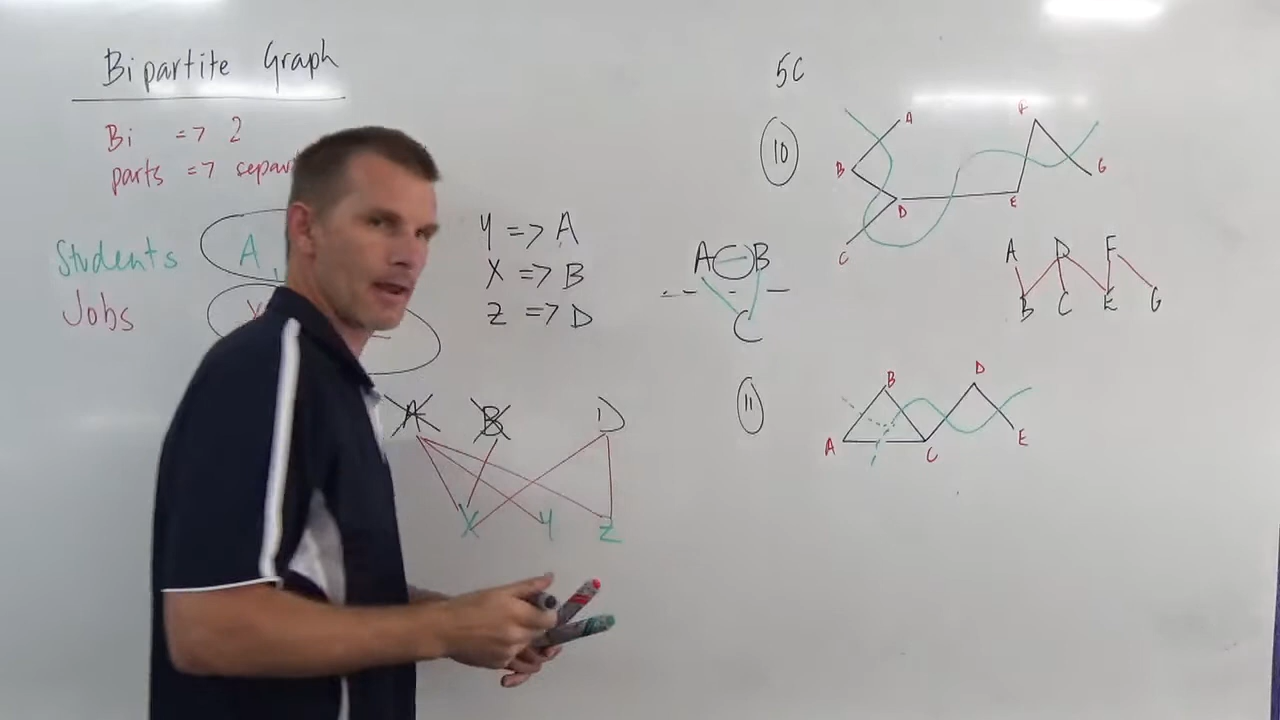 Bipartite Graph
Bi => 2
parts => separ
Students A,
Jobs
Y => A
X => B
Z => D
A B D
X Y Z
5C
10
A
B
C
D
E
F
G
A B
C
A D F
B C E G
11
A
B
C
D
E